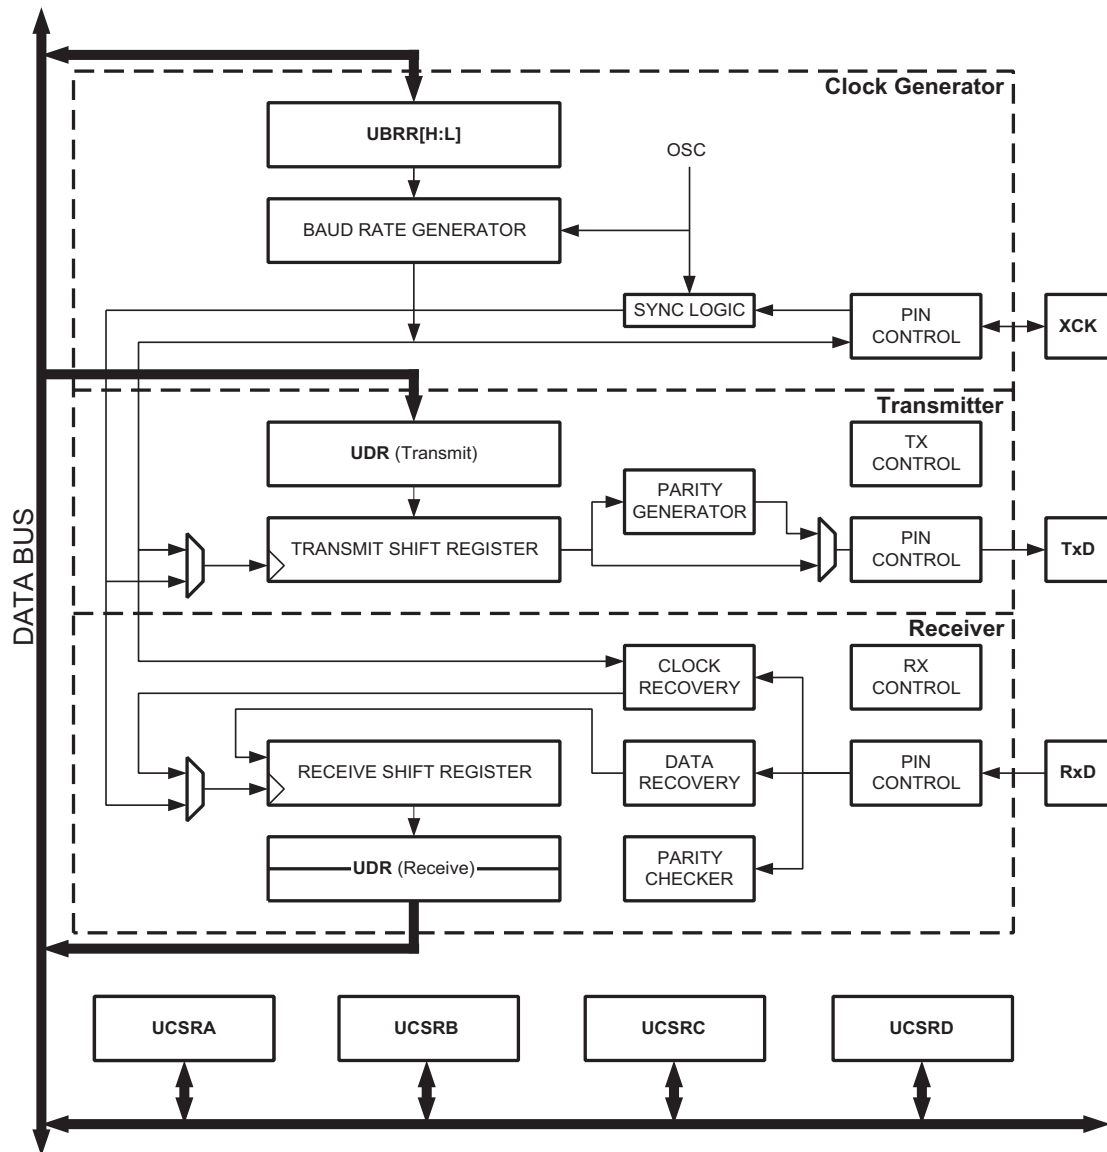 Clock Generator
UBRR[H:L]
OSC
BAUD RATE GENERATOR
SYNC LOGIC
PIN
CONTROL
XCK
Transmitter
UDR (Transmit)
TX
CONTROL
PARITY
GENERATOR
TRANSMIT SHIFT REGISTER
PIN
CONTROL
TxD
DATA BUS
Receiver
CLOCK
RECOVERY
RX
CONTROL
RECEIVE SHIFT REGISTER
DATA
RECOVERY
PIN
CONTROL
RxD
UDR (Receive)
PARITY
CHECKER
UCSRA
UCSRB
UCSRC
UCSRD